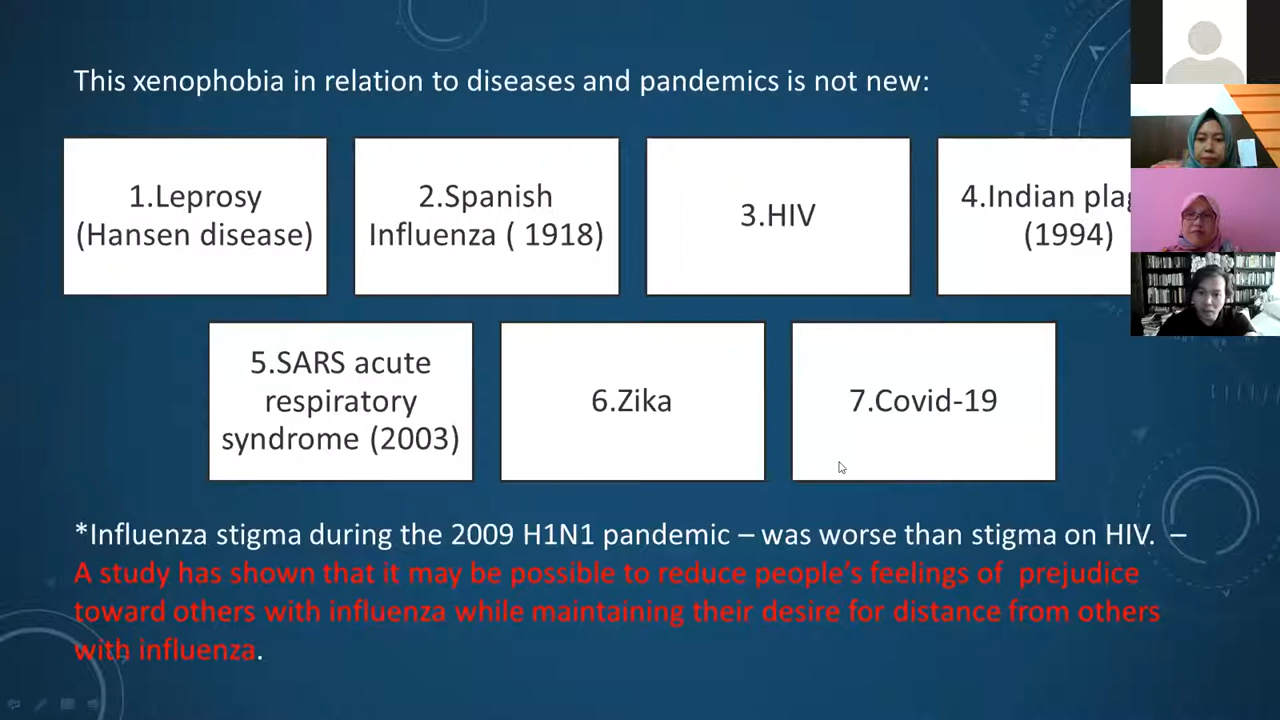 This xenophobia in relation to diseases and pandemics is not new:
1.Leprosy
(Hansen disease)
2.Spanish
Influenza ( 1918)
3.HIV
4.Indian
(1994)
5.SARS acute
respiratory
syndrome (2003)
6.Zika
7.Covid-19
*Influenza stigma during the 2009 H1N1 pandemic – was worse than stigma on HIV.  –
A study has shown that it may be possible to reduce people’s feelings of  prejudice
toward others with influenza while maintaining their desire for distance from others
with influenza.